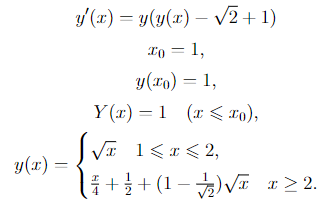 y′(x) = y(y(x) − √2 + 1)
x₀ = 1,
y(x₀) = 1,
Y(x) = 1 (x ⩽ x₀),
y(x) = { √x 1 ⩽ x ⩽ 2,
x/4 + 1/2 + (1 − 1/√2)√x x ⩾ 2.